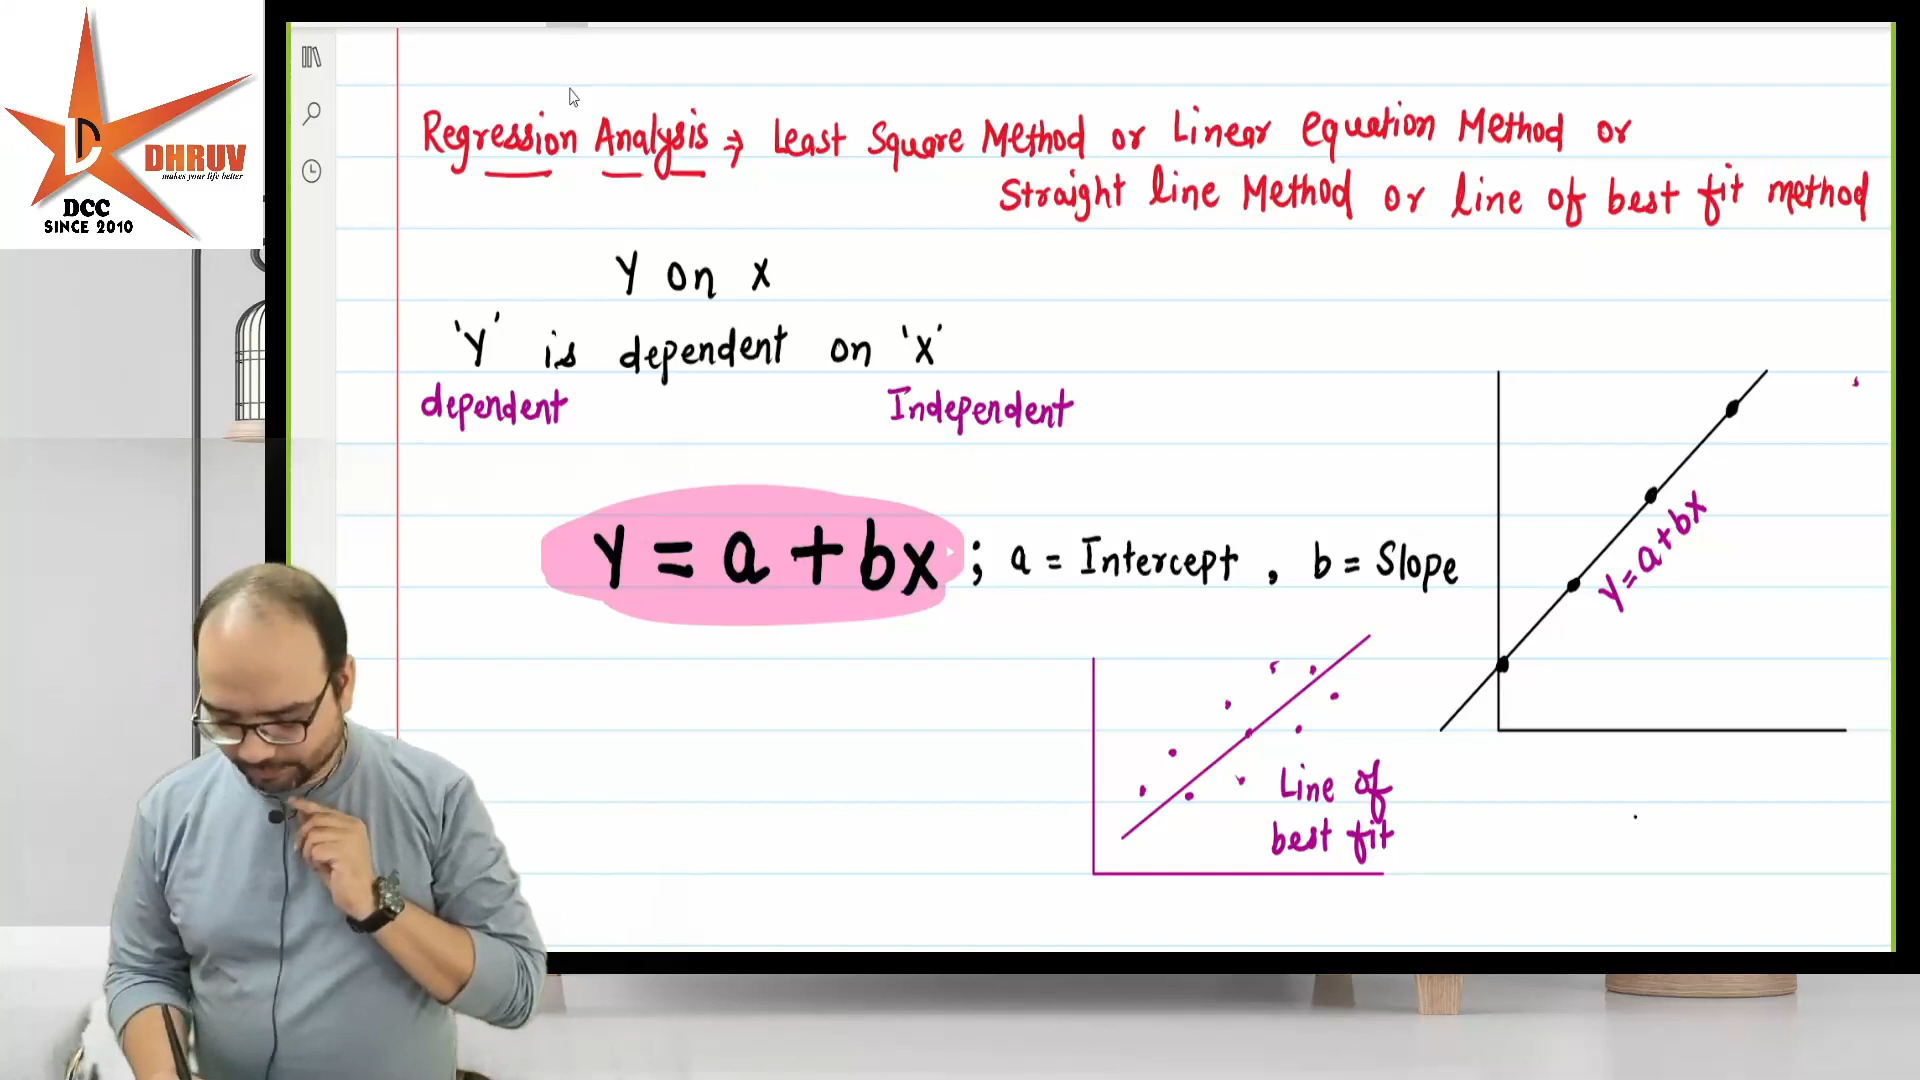 D
DHRUV
makes your life better
DCC
SINCE 2010
Regression Analysis → Least Square Method or Linear equation Method or
Straight line Method or line of best fit method
Y on X
'Y' is dependent on 'X'
dependent Independent
Y = a + bx ; a = Intercept , b = Slope
Y = a + bx
Line of
best fit